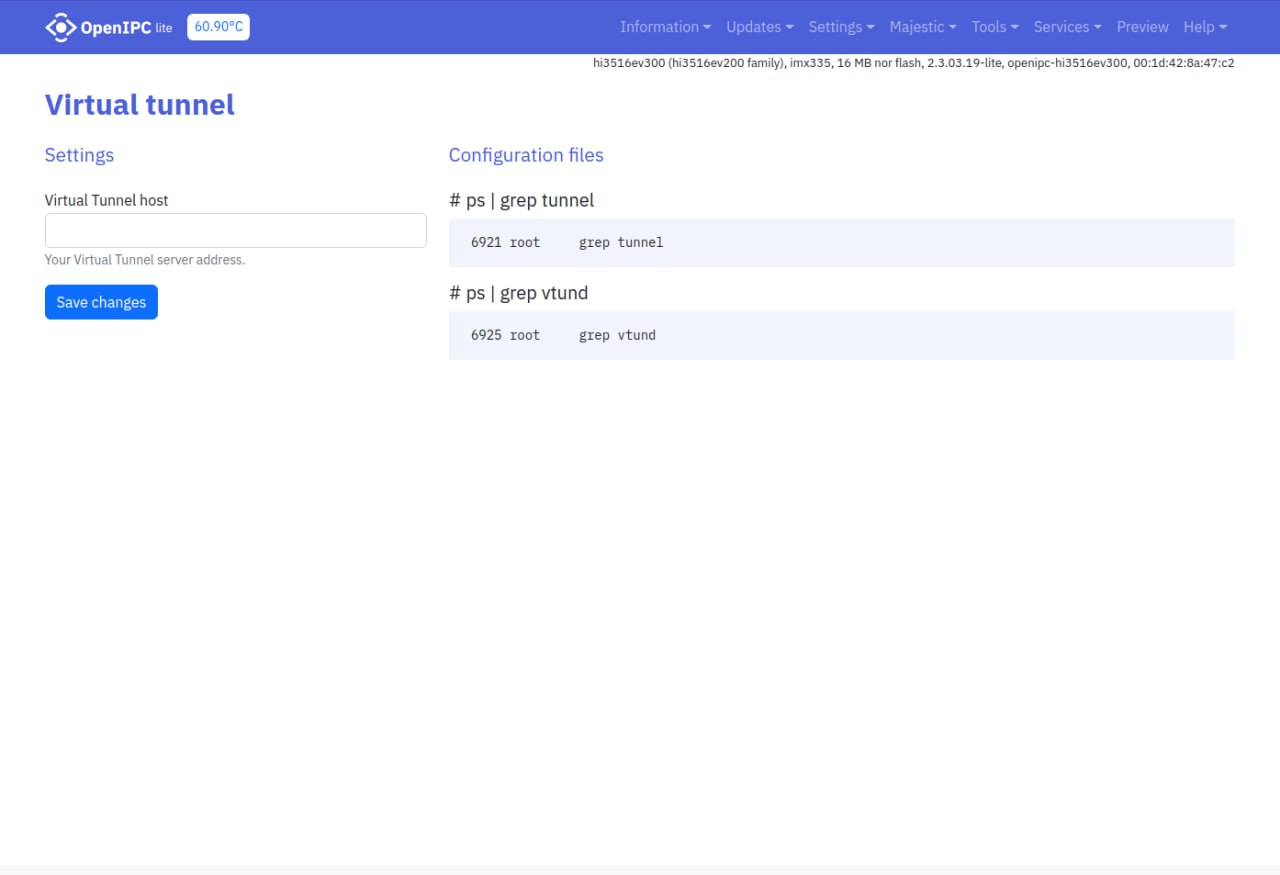 OpenIPC lite 60.90°C Information Updates Settings Majestic Tools Services Preview Help
hi3516ev300 (hi3516ev200 family), imx335, 16 MB nor flash, 2.3.03.19-lite, openipc-hi3516ev300, 00:1d:42:8a:47:c2
Virtual tunnel
Settings
Virtual Tunnel host
Your Virtual Tunnel server address.
Save changes
Configuration files
# ps | grep tunnel
6921 root     grep tunnel
# ps | grep vtund
6925 root     grep vtund